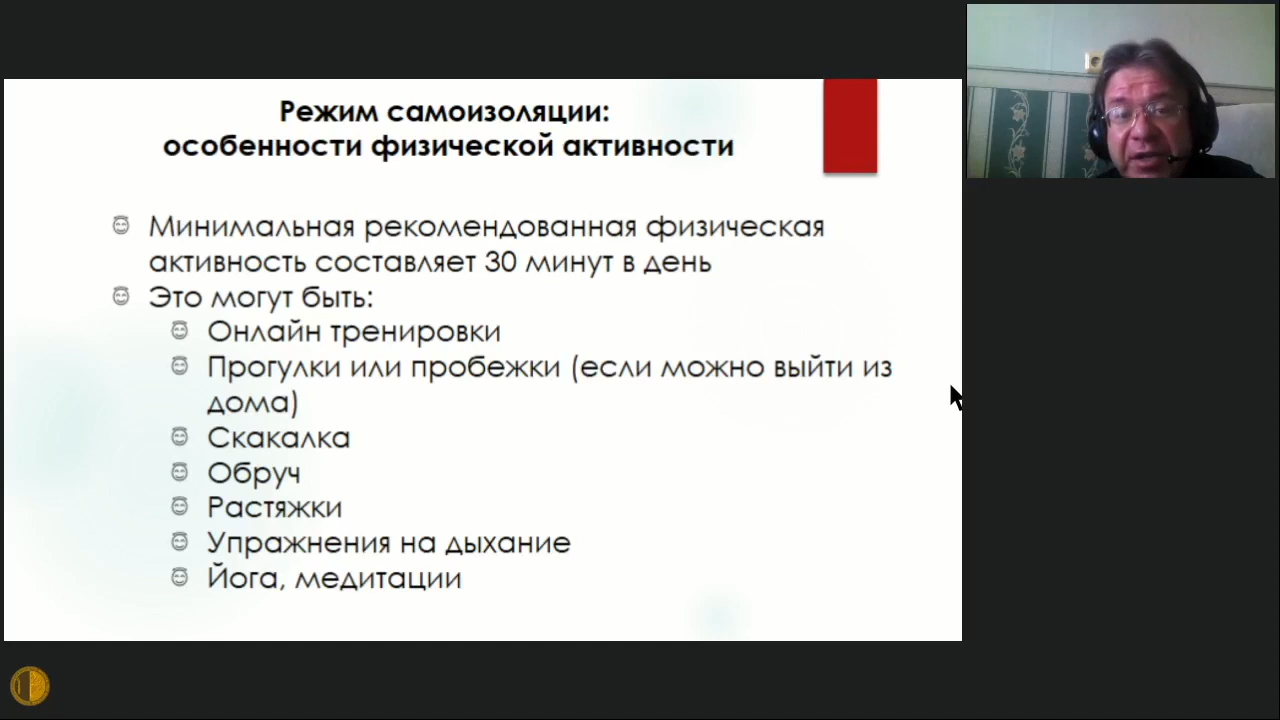 Режим самоизоляции:
особенности физической активности
Минимальная рекомендованная физическая
активность составляет 30 минут в день
Это могут быть:
Онлайн тренировки
Прогулки или пробежки (если можно выйти из
дома)
Скакалка
Обруч
Растяжки
Упражнения на дыхание
Йога, медитации